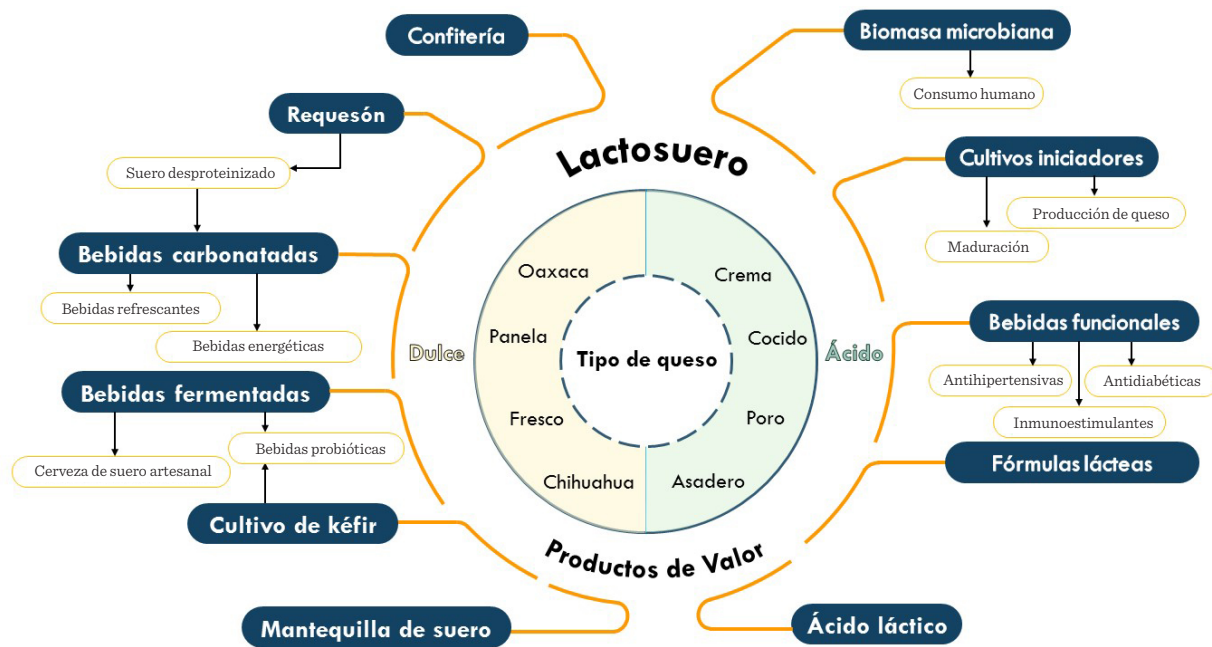 Confitería
Biomasa microbiana
Consumo humano
Requesón
Suero desproteinizado
Lactosuero
Cultivos iniciadores
Producción de queso
Maduración
Bebidas carbonatadas
Bebidas refrescantes
Bebidas energéticas
Oaxaca
Crema
Panela
Cocido
Dulce
Tipo de queso
Ácido
Fresco
Poro
Chihuahua
Asadero
Bebidas funcionales
Antihipertensivas
Antidiabéticas
Inmunoestimulantes
Bebidas fermentadas
Bebidas probióticas
Cerveza de suero artesanal
Fórmulas lácteas
Cultivo de kéfir
Productos de Valor
Mantequilla de suero
Ácido láctico